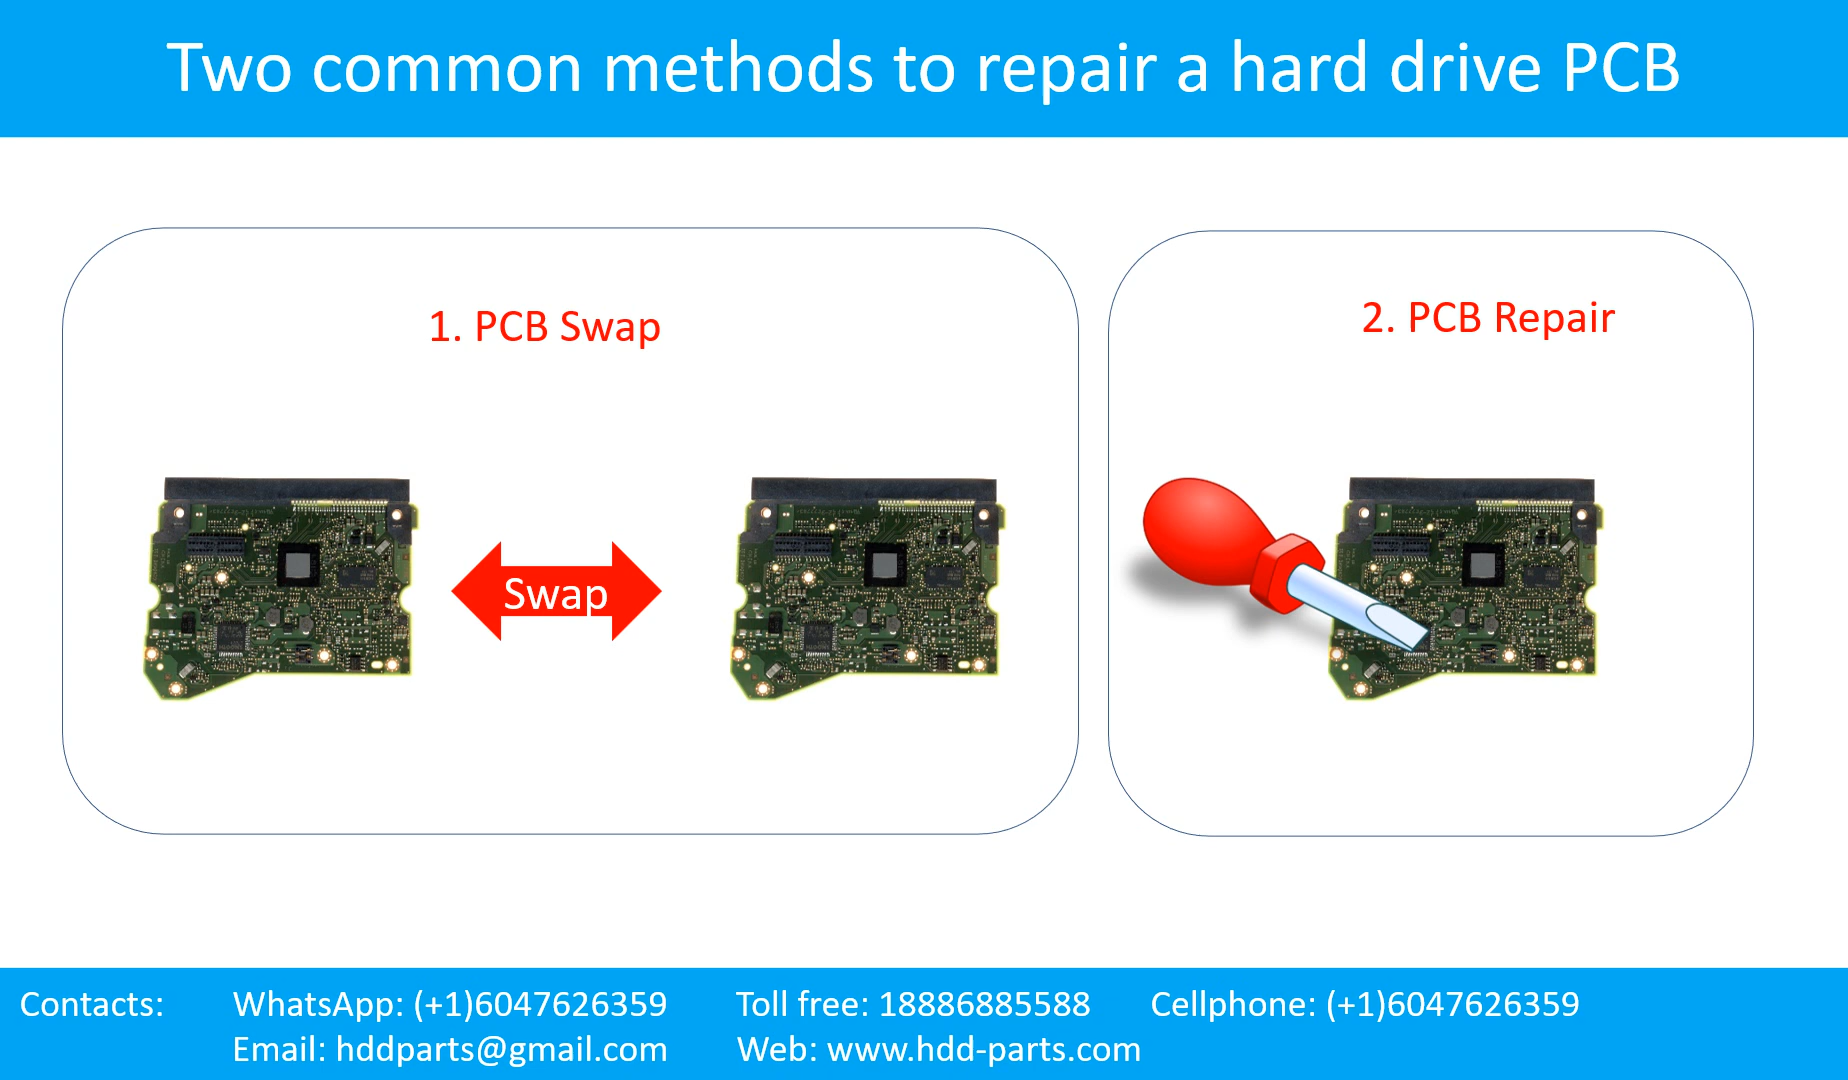 Two common methods to repair a hard drive PCB
1. PCB Swap
2. PCB Repair
Swap
Contacts: WhatsApp: (+1)6047626359 Toll free: 18886885588 Cellphone: (+1)6047626359
Email: hddparts@gmail.com Web: www.hdd-parts.com